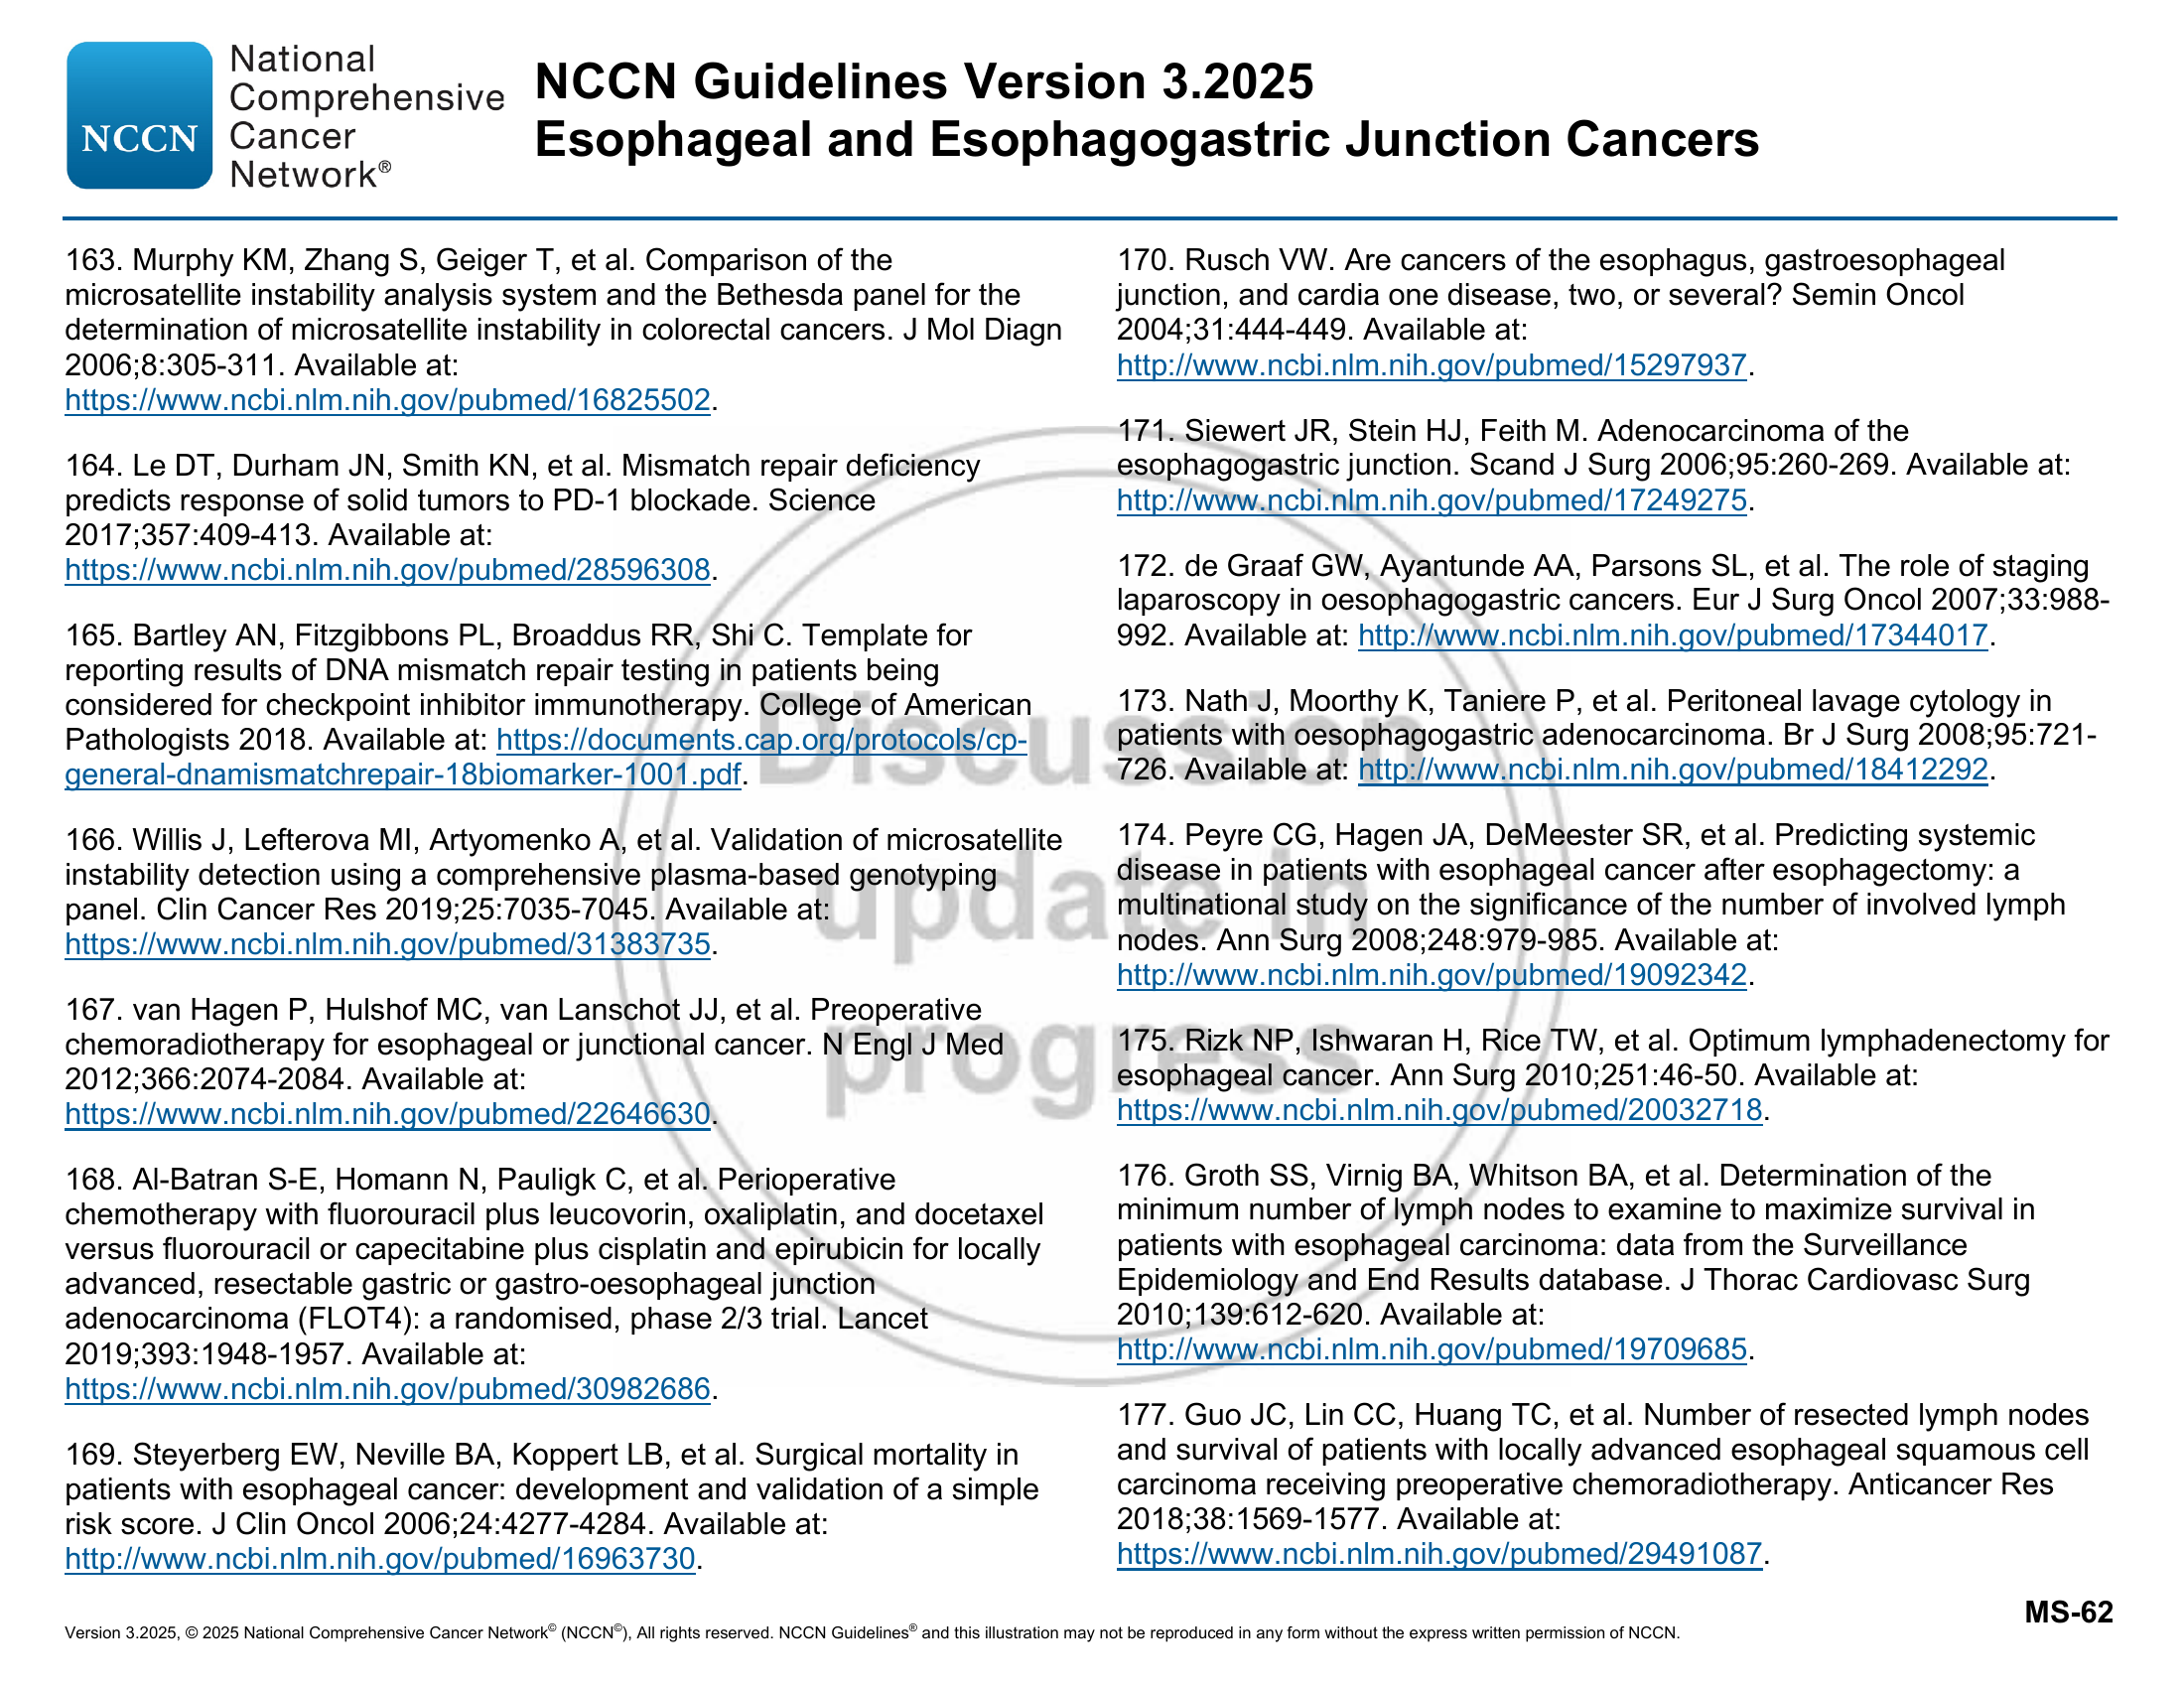 NCCN
National
Comprehensive
Cancer
Network®
NCCN Guidelines Version 3.2025
Esophageal and Esophagogastric Junction Cancers
163. Murphy KM, Zhang S, Geiger T, et al. Comparison of the
microsatellite instability analysis system and the Bethesda panel for the
determination of microsatellite instability in colorectal cancers. J Mol Diagn
2006;8:305-311. Available at:
https://www.ncbi.nlm.nih.gov/pubmed/16825502.
164. Le DT, Durham JN, Smith KN, et al. Mismatch repair deficiency
predicts response of solid tumors to PD-1 blockade. Science
2017;357:409-413. Available at:
https://www.ncbi.nlm.nih.gov/pubmed/28596308.
165. Bartley AN, Fitzgibbons PL, Broaddus RR, Shi C. Template for
reporting results of DNA mismatch repair testing in patients being
considered for checkpoint inhibitor immunotherapy. College of American
Pathologists 2018. Available at: https://documents.cap.org/protocols/cp-
general-dnamismatchrepair-18biomarker-1001.pdf.
166. Willis J, Lefterova MI, Artyomenko A, et al. Validation of microsatellite
instability detection using a comprehensive plasma-based genotyping
panel. Clin Cancer Res 2019;25:7035-7045. Available at:
https://www.ncbi.nlm.nih.gov/pubmed/31383735.
167. van Hagen P, Hulshof MC, van Lanschot JJ, et al. Preoperative
chemoradiotherapy for esophageal or junctional cancer. N Engl J Med
2012;366:2074-2084. Available at:
https://www.ncbi.nlm.nih.gov/pubmed/22646630.
168. Al-Batran S-E, Homann N, Pauligk C, et al. Perioperative
chemotherapy with fluorouracil plus leucovorin, oxaliplatin, and docetaxel
versus fluorouracil or capecitabine plus cisplatin and epirubicin for locally
advanced, resectable gastric or gastro-oesophageal junction
adenocarcinoma (FLOT4): a randomised, phase 2/3 trial. Lancet
2019;393:1948-1957. Available at:
https://www.ncbi.nlm.nih.gov/pubmed/30982686.
169. Steyerberg EW, Neville BA, Koppert LB, et al. Surgical mortality in
patients with esophageal cancer: development and validation of a simple
risk score. J Clin Oncol 2006;24:4277-4284. Available at:
http://www.ncbi.nlm.nih.gov/pubmed/16963730.
170. Rusch VW. Are cancers of the esophagus, gastroesophageal
junction, and cardia one disease, two, or several? Semin Oncol
2004;31:444-449. Available at:
http://www.ncbi.nlm.nih.gov/pubmed/15297937.
171. Siewert JR, Stein HJ, Feith M. Adenocarcinoma of the
esophagogastric junction. Scand J Surg 2006;95:260-269. Available at:
http://www.ncbi.nlm.nih.gov/pubmed/17249275.
172. de Graaf GW, Ayantunde AA, Parsons SL, et al. The role of staging
laparoscopy in oesophagogastric cancers. Eur J Surg Oncol 2007;33:988-
992. Available at: http://www.ncbi.nlm.nih.gov/pubmed/17344017.
173. Nath J, Moorthy K, Taniere P, et al. Peritoneal lavage cytology in
patients with oesophagogastric adenocarcinoma. Br J Surg 2008;95:721-
726. Available at: http://www.ncbi.nlm.nih.gov/pubmed/18412292.
174. Peyre CG, Hagen JA, DeMeester SR, et al. Predicting systemic
disease in patients with esophageal cancer after esophagectomy: a
multinational study on the significance of the number of involved lymph
nodes. Ann Surg 2008;248:979-985. Available at:
http://www.ncbi.nlm.nih.gov/pubmed/19092342.
175. Rizk NP, Ishwaran H, Rice TW, et al. Optimum lymphadenectomy for
esophageal cancer. Ann Surg 2010;251:46-50. Available at:
https://www.ncbi.nlm.nih.gov/pubmed/20032718.
176. Groth SS, Virnig BA, Whitson BA, et al. Determination of the
minimum number of lymph nodes to examine to maximize survival in
patients with esophageal carcinoma: data from the Surveillance
Epidemiology and End Results database. J Thorac Cardiovasc Surg
2010;139:612-620. Available at:
http://www.ncbi.nlm.nih.gov/pubmed/19709685.
177. Guo JC, Lin CC, Huang TC, et al. Number of resected lymph nodes
and survival of patients with locally advanced esophageal squamous cell
carcinoma receiving preoperative chemoradiotherapy. Anticancer Res
2018;38:1569-1577. Available at:
https://www.ncbi.nlm.nih.gov/pubmed/29491087.
Discussion
update in
progress
MS-62
Version 3.2025, © 2025 National Comprehensive Cancer Network© (NCCN©), All rights reserved. NCCN Guidelines® and this illustration may not be reproduced in any form without the express written permission of NCCN.